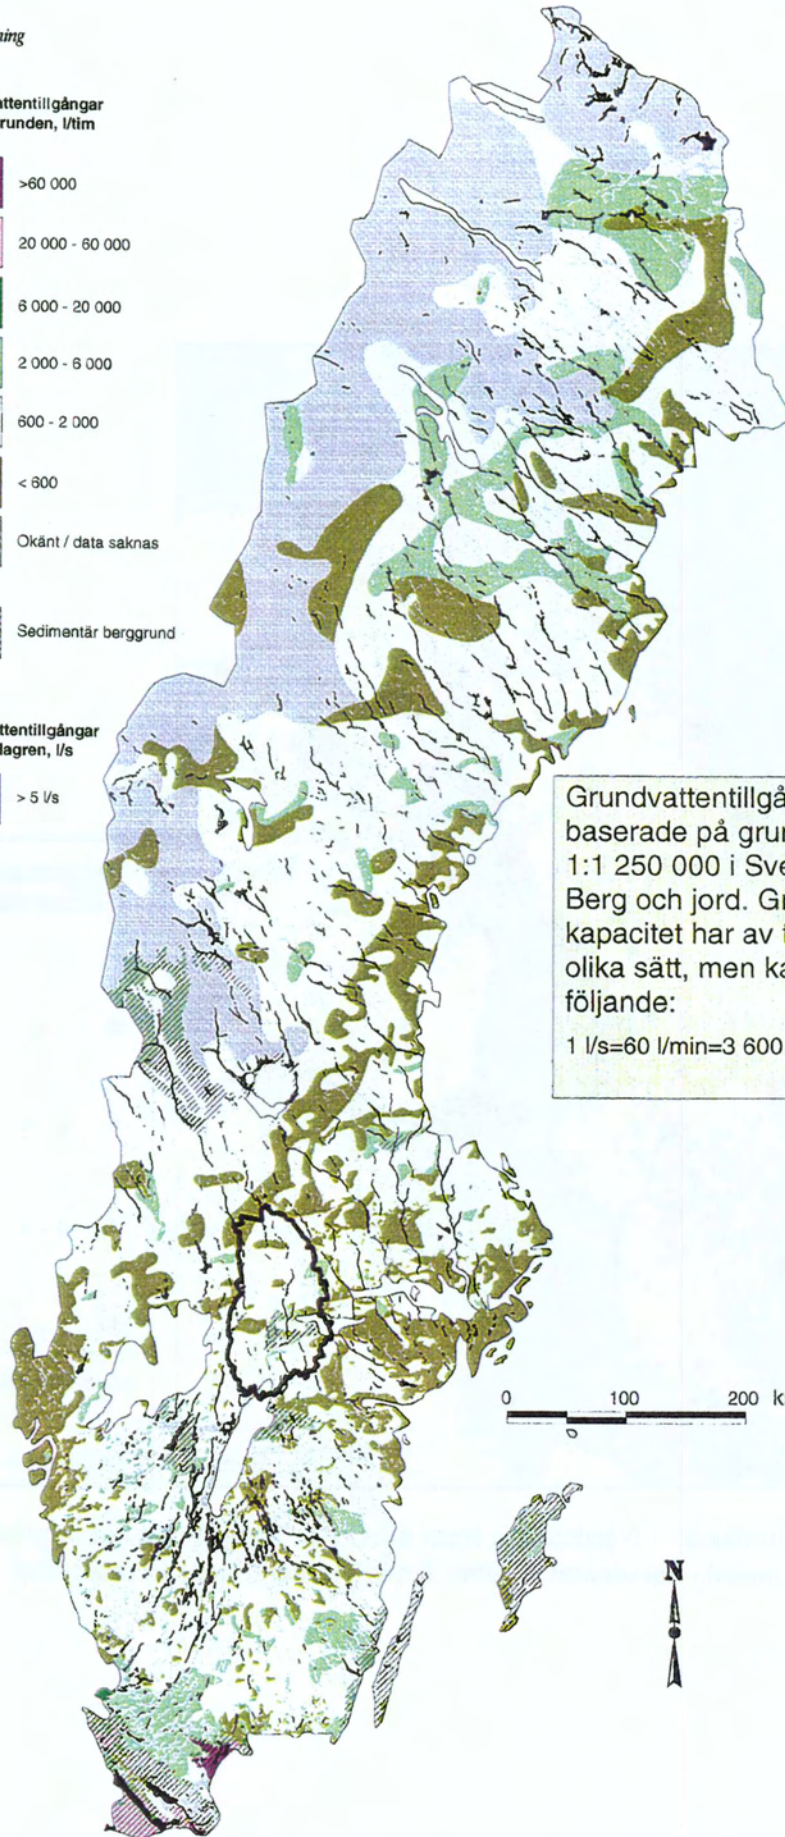 ning
attentillgångar
runden, l/tim
>60 000
20 000 - 60 000
6 000 - 20 000
2 000 - 6 000
600 - 2 000
< 600
Okänt / data saknas
Sedimentär berggrund
ttentillgångar
lagren, l/s
> 5 l/s
Grundvattentillgå
baserade på grun
1:1 250 000 i Sve
Berg och jord. Gr
kapacitet har av t
olika sätt, men ka
följande:
1 l/s=60 l/min=3 600
0 100 200 k
N